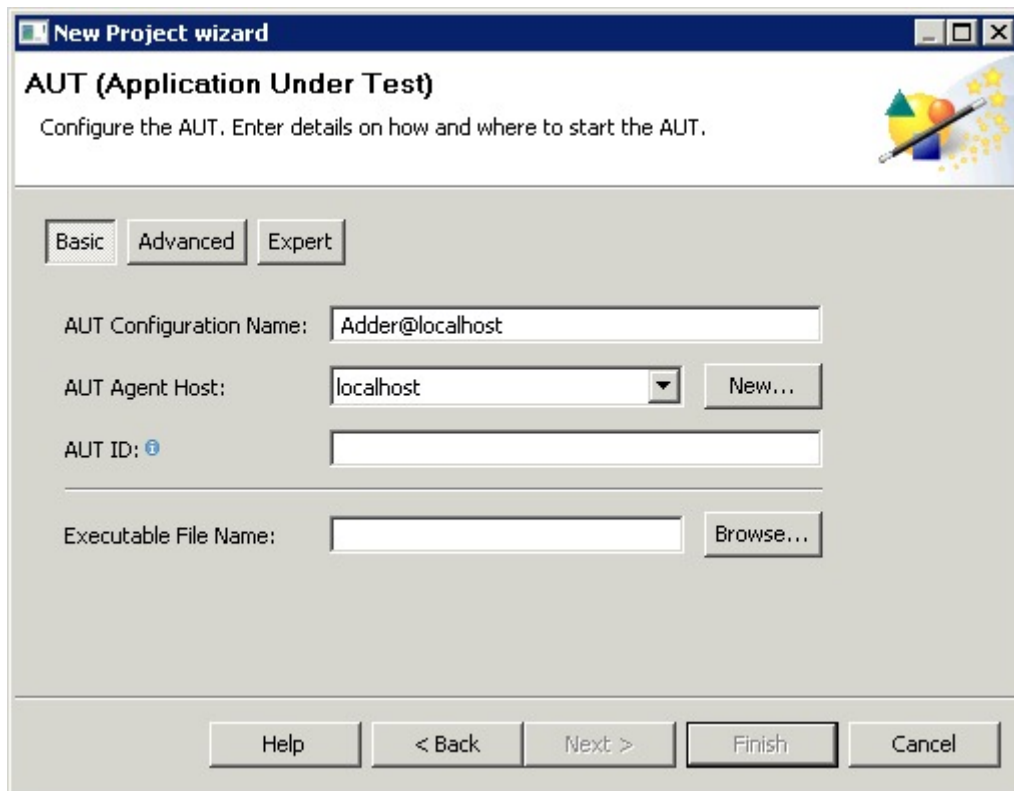 New Project wizard
AUT (Application Under Test)
Configure the AUT. Enter details on how and where to start the AUT.
Basic Advanced Expert
AUT Configuration Name: Adder@localhost
AUT Agent Host: localhost New...
AUT ID:
Executable File Name: Browse...
Help < Back Next > Finish Cancel